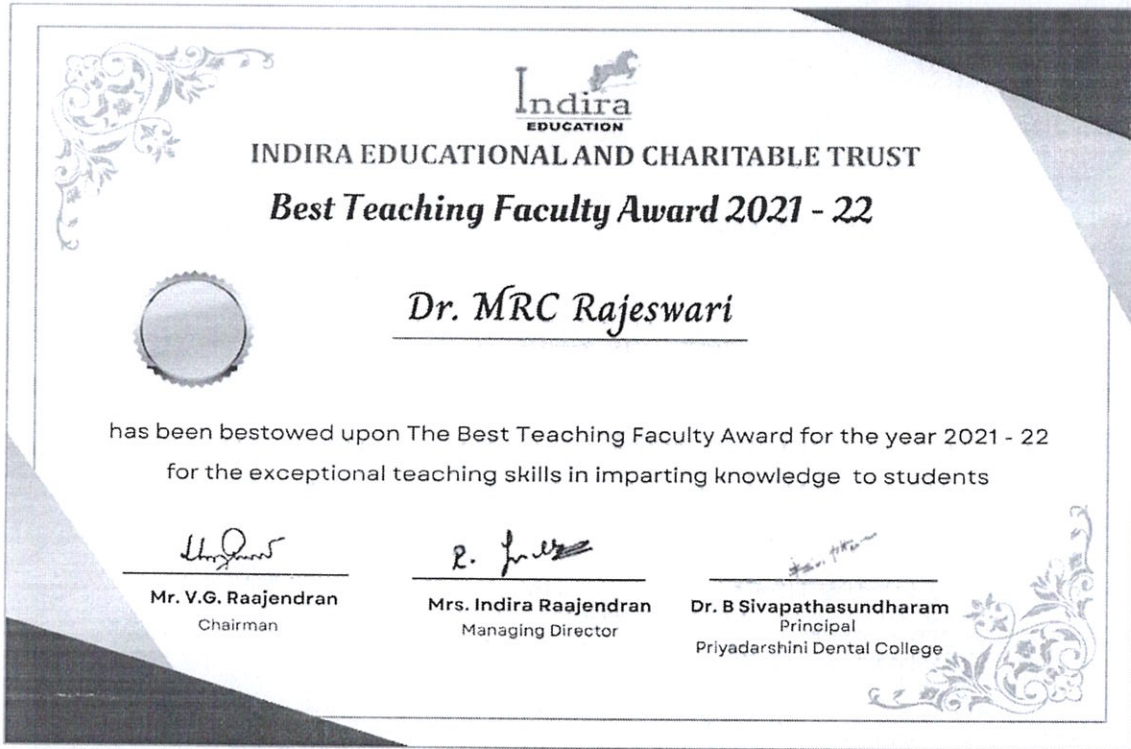 Indira
EDUCATION
INDIRA EDUCATIONAL AND CHARITABLE TRUST
Best Teaching Faculty Award 2021 - 22
Dr. MRC Rajeswari
has been bestowed upon The Best Teaching Faculty Award for the year 2021 - 22
for the exceptional teaching skills in imparting knowledge to students
Mr. V.G. Raajendran
Chairman
Mrs. Indira Raajendran
Managing Director
Dr. B Sivapathasundharam
Principal
Priyadarshini Dental College